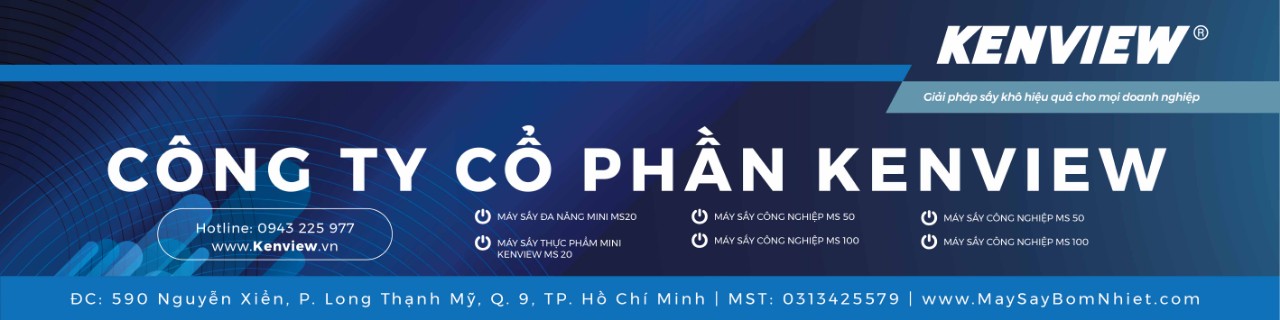 KENVIEW®
Giải pháp sấy khô hiệu quả cho mọi doanh nghiệp
CÔNG TY CỔ PHẦN KENVIEW
Hotline: 0943 225 977
www.Kenview.vn
MÁY SẤY ĐA NĂNG MINI MS20
MÁY SẤY THỰC PHẨM MINI
KENVIEW MS 20
MÁY SẤY CÔNG NGHIỆP MS 50
MÁY SẤY CÔNG NGHIỆP MS 100
MÁY SẤY CÔNG NGHIỆP MS 50
MÁY SẤY CÔNG NGHIỆP MS 100
ĐC: 590 Nguyễn Xiển, P. Long Thạnh Mỹ, Q. 9, TP. Hồ Chí Minh | MST: 0313425579 | www.MaySayBomNhiet.com